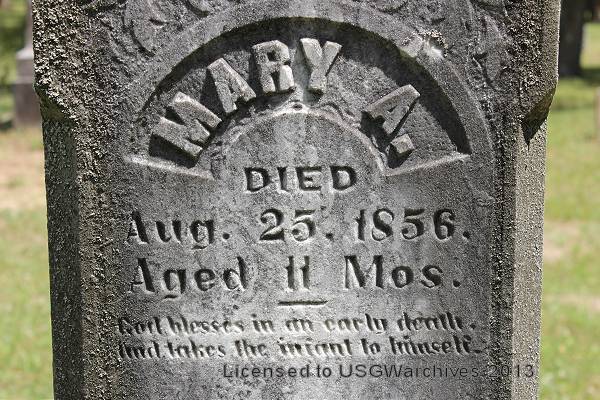 MARY A.
DIED
Aug. 25. 1856.
Aged 11 Mos.
God blesses in an early death.
And takes the infant to himself.
Licensed to USGWarchives 2013